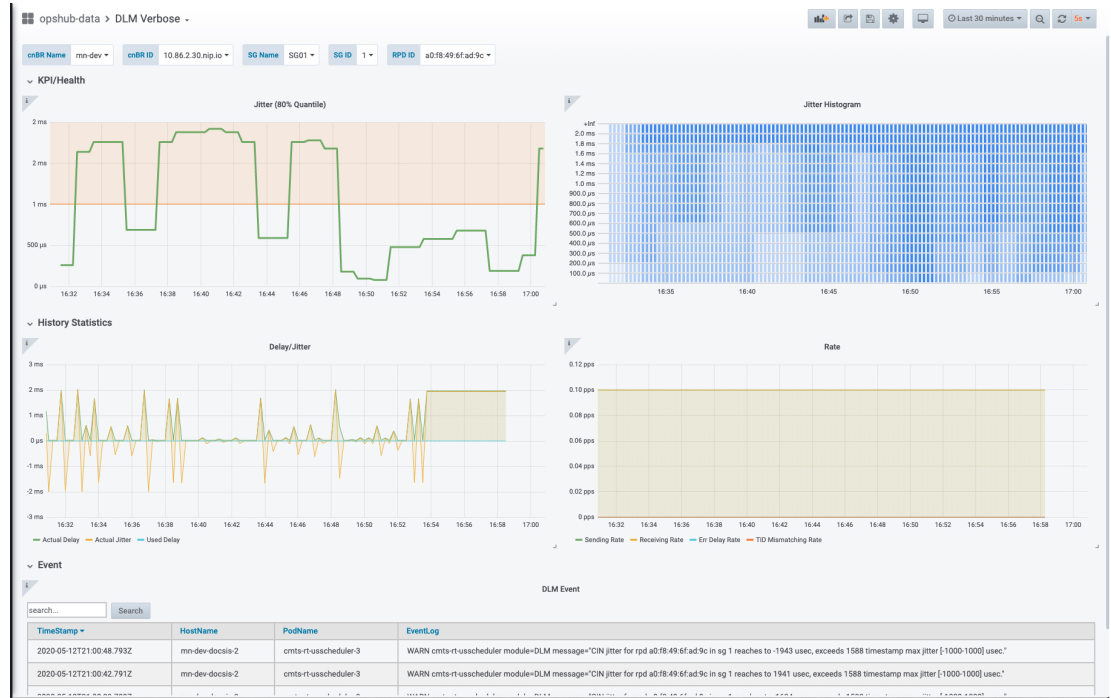 opshub-data > DLM Verbose
Last 30 minutes
5s
cnBR Name mn-dev cnBR ID 10.86.2.30.nip.io SG Name SG01 SG ID 1 RPD ID a0:f8:49:6f:ad:9c
KPI/Health
Jitter (80% Quantile)
2 ms
2 ms
1 ms
500 µs
0 µs
16:32 16:34 16:36 16:38 16:40 16:42 16:44 16:46 16:48 16:50 16:52 16:54 16:56 16:58 17:00
Jitter Histogram
+Inf
2.0 ms
1.8 ms
1.6 ms
1.4 ms
1.2 ms
1.0 ms
900.0 µs
800.0 µs
700.0 µs
600.0 µs
500.0 µs
400.0 µs
300.0 µs
200.0 µs
100.0 µs
16:35 16:40 16:45 16:50 16:55 17:00
History Statistics
Delay/Jitter
3 ms
2 ms
1 ms
0 µs
-1 ms
-2 ms
-3 ms
16:32 16:34 16:36 16:38 16:40 16:42 16:44 16:46 16:48 16:50 16:52 16:54 16:56 16:58 17:00
Actual Delay Actual Jitter Used Delay
Rate
0.12 pps
0.10 pps
0.08 pps
0.06 pps
0.04 pps
0.02 pps
0 pps
16:32 16:34 16:36 16:38 16:40 16:42 16:44 16:46 16:48 16:50 16:52 16:54 16:56 16:58 17:00
Sending Rate Receiving Rate Err Delay Rate TID Mismatching Rate
Event
DLM Event
search... Search
TimeStamp HostName PodName EventLog
2020-05-12T21:00:48.793Z mn-dev-docsis-2 cmts-rt-usscheduler-3 WARN cmts-rt-usscheduler module=DLM message="CIN jitter for rpd a0:f8:49:6f:ad:9c in sg 1 reaches to -1943 usec, exceeds 1588 timestamp max jitter [-1000-1000] usec."
2020-05-12T21:00:42.791Z mn-dev-docsis-2 cmts-rt-usscheduler-3 WARN cmts-rt-usscheduler module=DLM message="CIN jitter for rpd a0:f8:49:6f:ad:9c in sg 1 reaches to 1941 usec, exceeds 1588 timestamp max jitter [-1000-1000] usec."